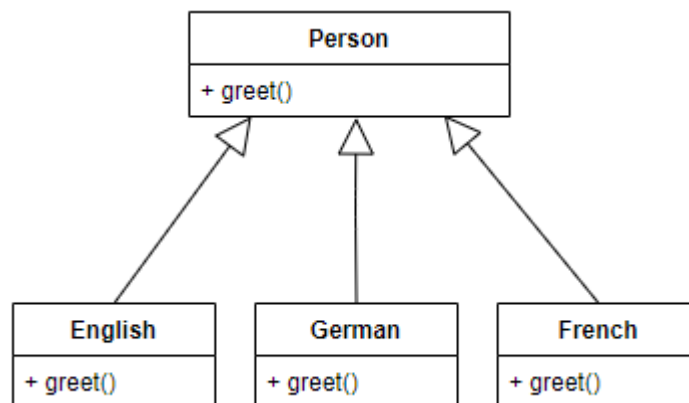 Person
+ greet()
English
German
French
+ greet()
+ greet()
+ greet()